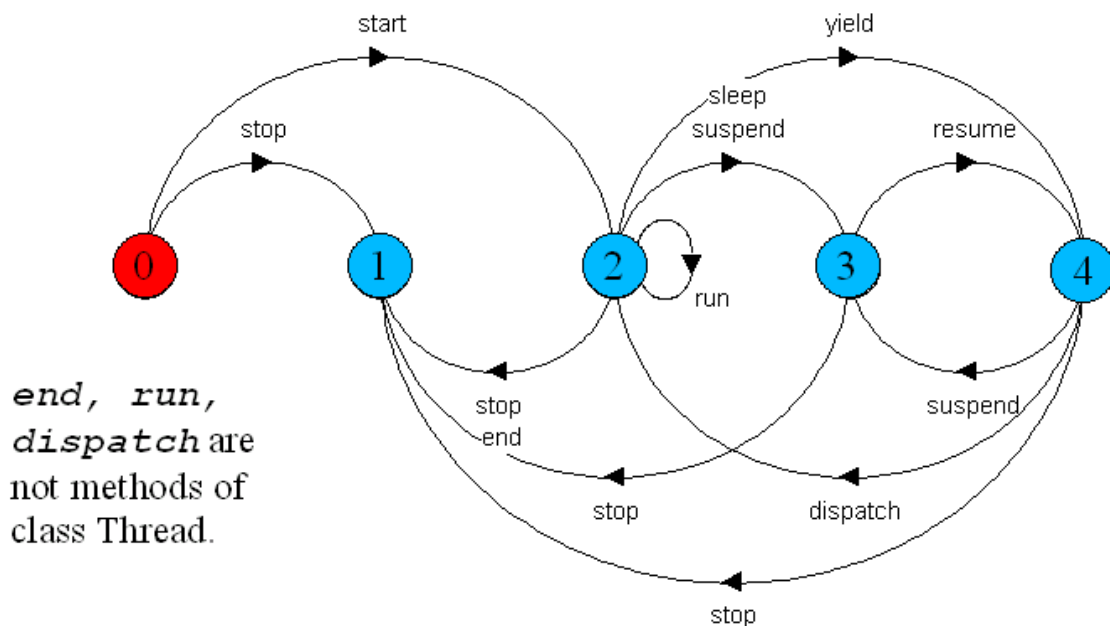 start
yield
sleep
stop
suspend
resume
0
1
2
3
4
run
end, run,
dispatch are
not methods of
class Thread.
stop
end
suspend
stop
dispatch
stop